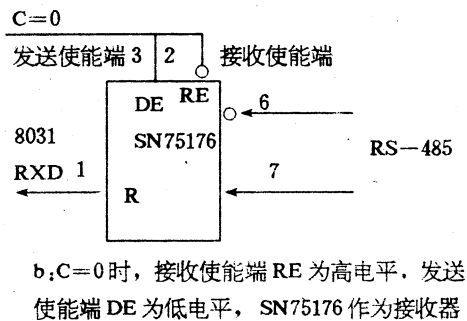 C=0
发送使能端 3 2 接收使能端
DE RE
6
8031
SN75176
RS-485
RXD 1
7
R
b:C=0时，接收使能端RE为高电平．发送
使能端DE为低电平，SN75176作为接收器